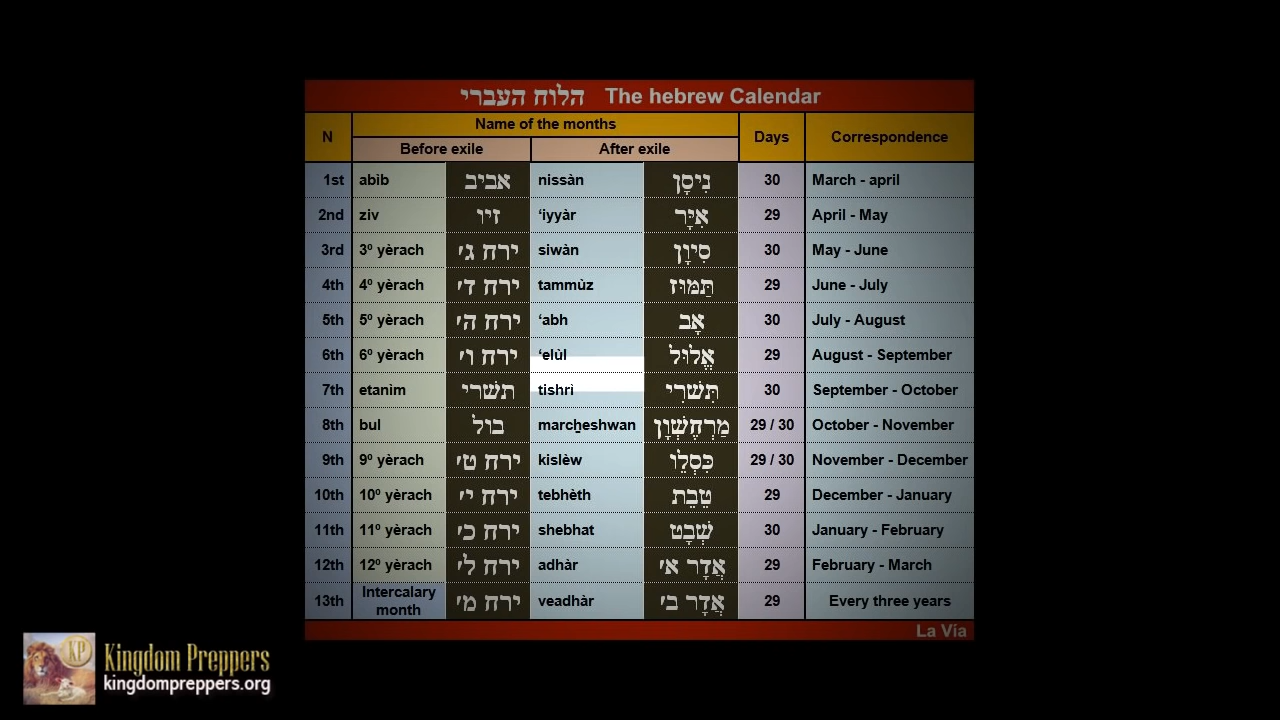 הלוח העברי The hebrew Calendar
N Name of the months Days Correspondence
Before exile After exile
1st abìb אביב nissàn נִיסָן 30 March - april
2nd ziv זיו ‘iyyàr אִיָּר 29 April - May
3rd 3º yèrach ירח ג׳ siwàn סִיוָן 30 May - June
4th 4º yèrach ירח ד׳ tammùz תַּמּוּז 29 June - July
5th 5º yèrach ירח ה׳ ‘abh אָב 30 July - August
6th 6º yèrach ירח ו׳ ‘elùl אֱלוּל 29 August - September
7th etanìm תשרי tishrì תִּשְׁרִי 30 September - October
8th bul בול marcẖeshwan מַרְחֶשְׁוָן 29 / 30 October - November
9th 9º yèrach ירח ט׳ kislèw כִּסְלֵו 29 / 30 November - December
10th 10º yèrach ירח י׳ tebhèth טֵבֵת 29 December - January
11th 11º yèrach ירח כ׳ shebhat שְׁבָט 30 January - February
12th 12º yèrach ירח ל׳ adhàr אֲדָר א׳ 29 February - March
13th Intercalary month ירח מ׳ veadhàr אֲדָר ב׳ 29 Every three years
La Vía
KP
Kingdom Preppers
kingdompreppers.org